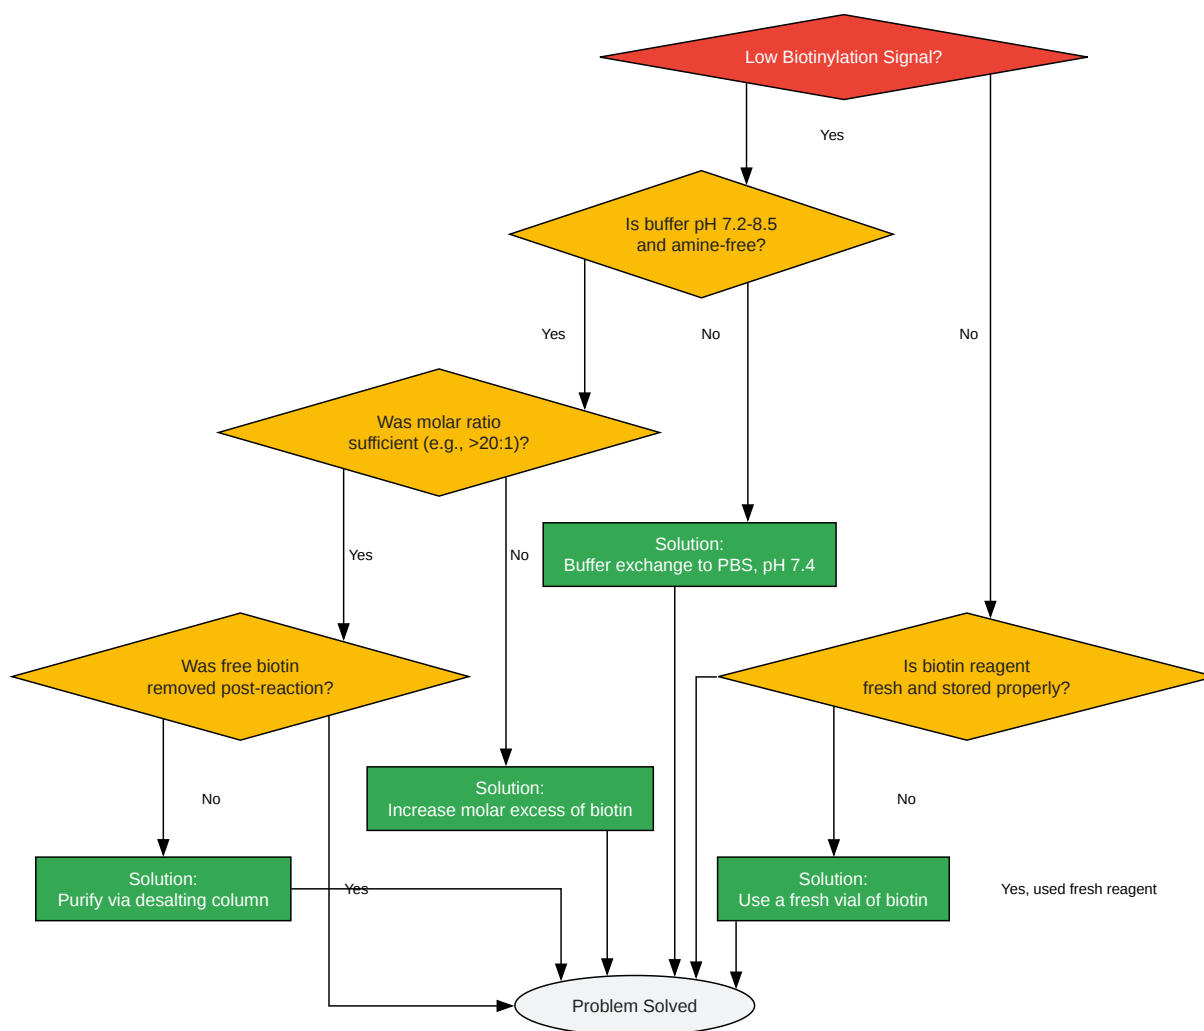 Low Biotinylation Signal?
Yes
Is buffer pH 7.2-8.5
and amine-free?
Yes
No
No
Was molar ratio
sufficient (e.g., >20:1)?
Solution:
Buffer exchange to PBS, pH 7.4
Yes
No
Was free biotin
removed post-reaction?
Is biotin reagent
fresh and stored properly?
Solution:
Increase molar excess of biotin
No
No
Solution:
Purify via desalting column
Yes
Solution:
Use a fresh vial of biotin
Yes, used fresh reagent
Problem Solved